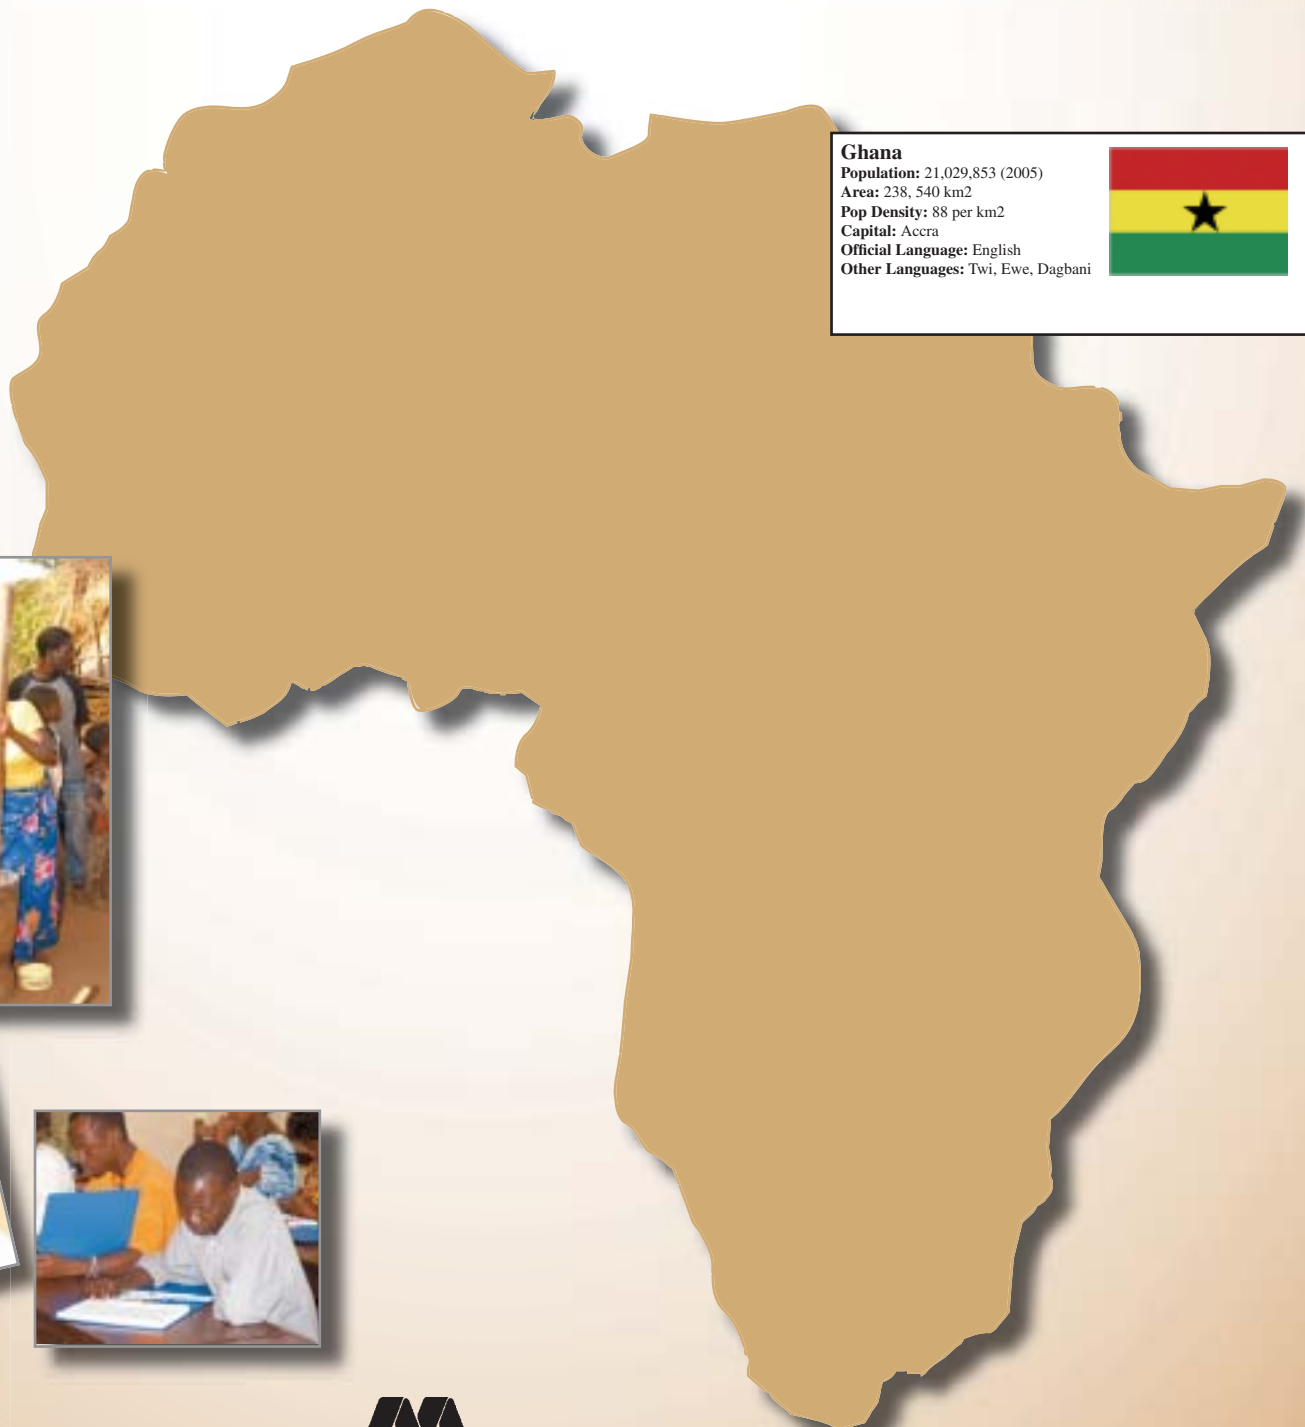 Ghana
Population: 21,029,853 (2005)
Area: 238, 540 km2
Pop Density: 88 per km2
Capital: Accra
Official Language: English
Other Languages: Twi, Ewe, Dagbani